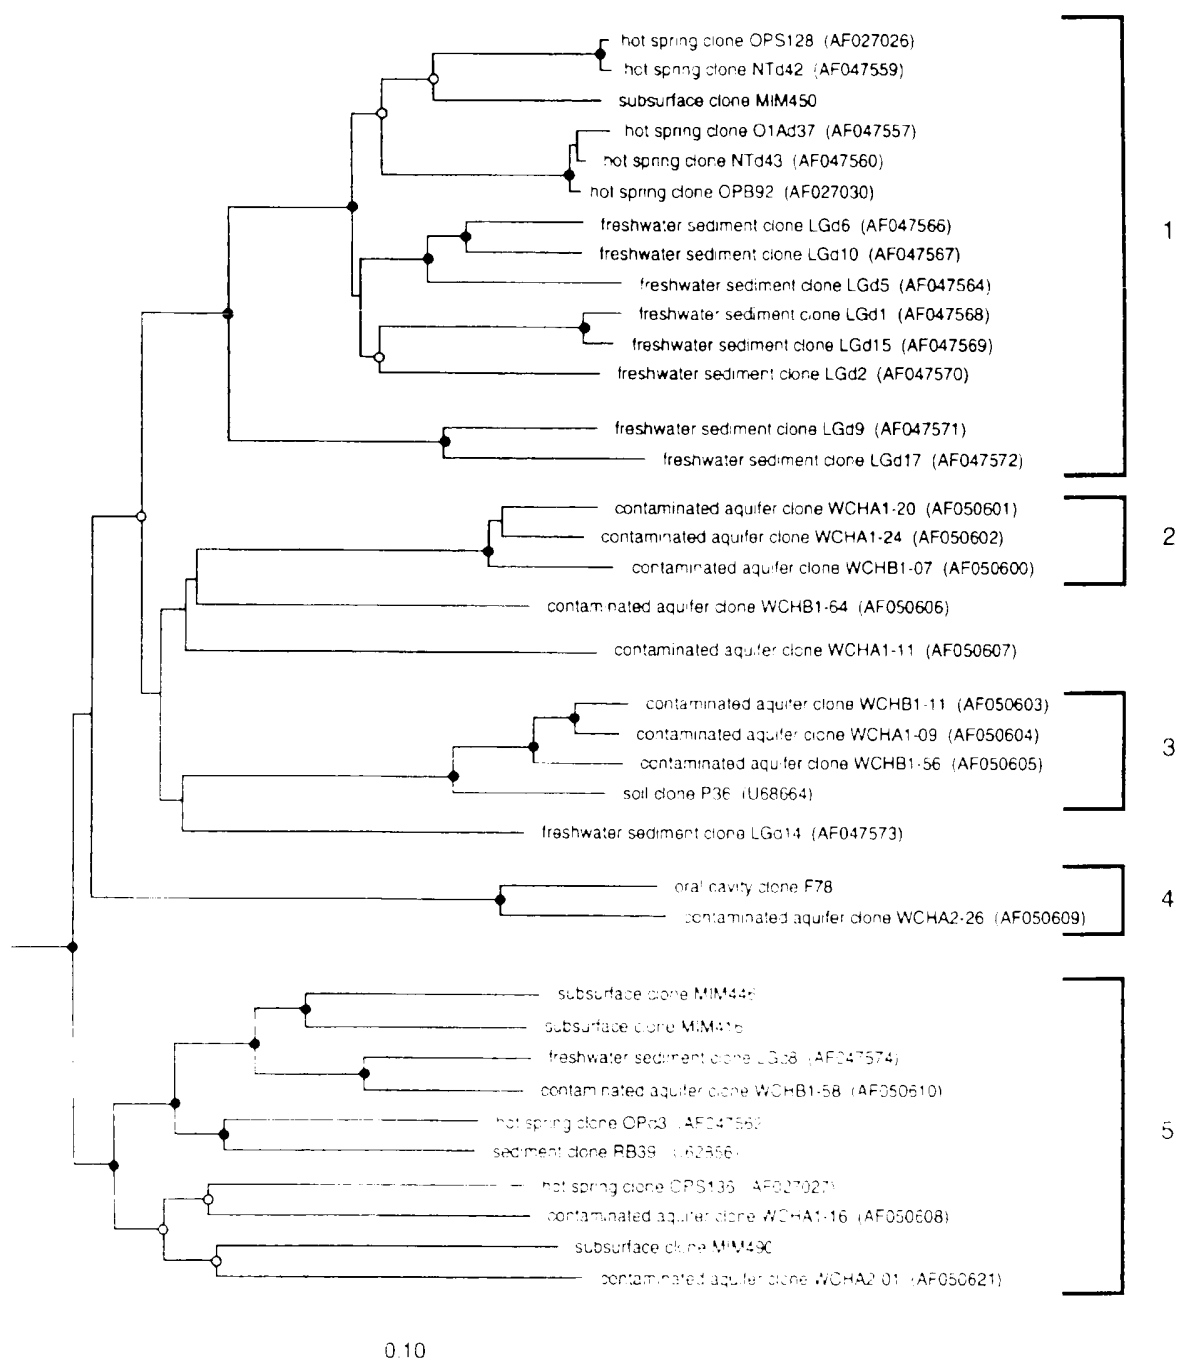 hot spring clone OPS128 (AF027026)
hot spring clone NTd42 (AF047559)
subsurface clone MIM450
hot spring clone O1Ad37 (AF047557)
hot spring clone NTd43 (AF047560)
hot spring clone OPB92 (AF027030)
freshwater sediment clone LGd6 (AF047566)
1
freshwater sediment clone LGd10 (AF047567)
freshwater sediment clone LGd5 (AF047564)
freshwater sediment clone LGd1 (AF047568)
freshwater sediment clone LGd15 (AF047569)
freshwater sediment clone LGd2 (AF047570)
freshwater sediment clone LGd9 (AF047571)
freshwater sediment clone LGd17 (AF047572)
contaminated aquifer clone WCHA1-20 (AF050601)
contaminated aquifer clone WCHA1-24 (AF050602)
2
contaminated aquifer clone WCHB1-07 (AF050600)
contaminated aquifer clone WCHB1-64 (AF050606)
contaminated aquifer clone WCHA1-11 (AF050607)
contaminated aquifer clone WCHB1-11 (AF050603)
contaminated aquifer clone WCHA1-09 (AF050604)
3
contaminated aquifer clone WCHB1-56 (AF050605)
soil clone P36 (U68664)
freshwater sediment clone LGd14 (AF047573)
oral cavity clone F78
4
contaminated aquifer clone WCHA2-26 (AF050609)
subsurface clone MIM446
subsurface clone MIM416
freshwater sediment clone LGd8 (AF047574)
contaminated aquifer clone WCHB1-58 (AF050610)
hot spring clone OPd3
5
sediment clone RB39
hot spring clone OPS136 (AF027027)
contaminated aquifer clone WCHA1-16 (AF050608)
subsurface clone MIM490
contaminated aquifer clone WCHA2-01 (AF050621)
0.10